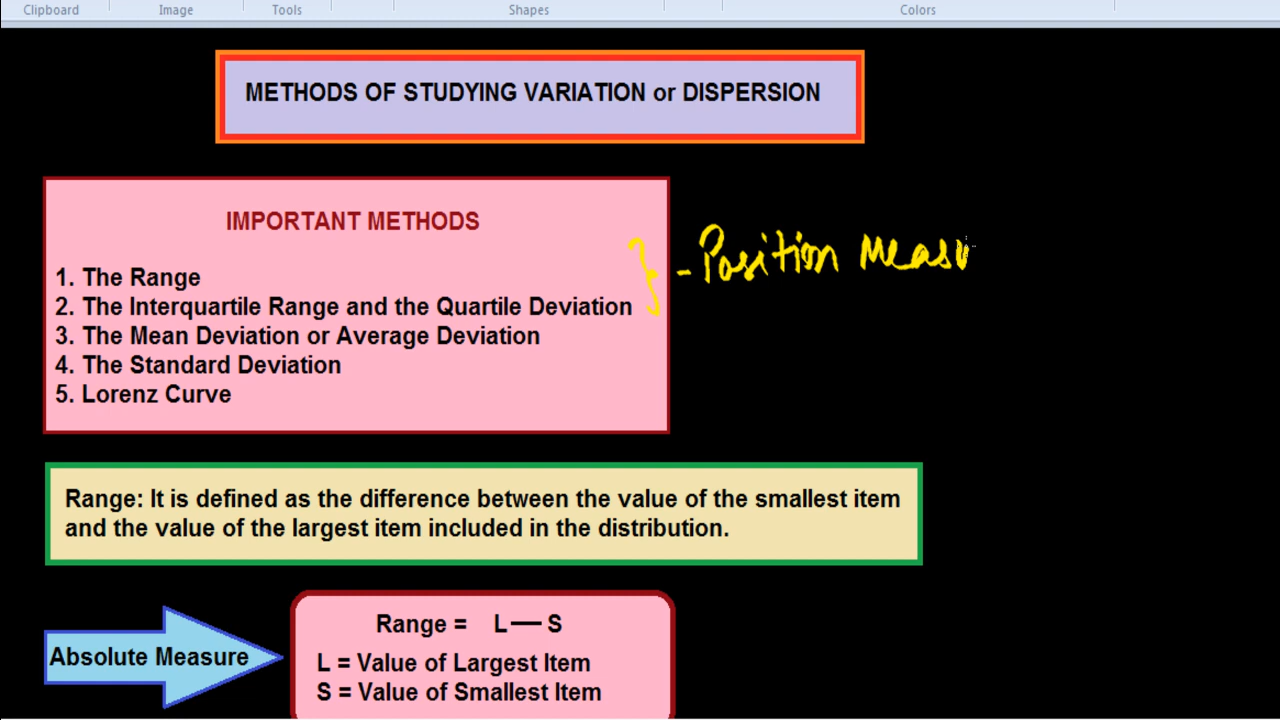 Clipboard Image Tools Shapes Colors
METHODS OF STUDYING VARIATION or DISPERSION
IMPORTANT METHODS
1. The Range
2. The Interquartile Range and the Quartile Deviation
3. The Mean Deviation or Average Deviation
4. The Standard Deviation
5. Lorenz Curve
} - Position Measu
Range: It is defined as the difference between the value of the smallest item
and the value of the largest item included in the distribution.
Absolute Measure
Range = L — S
L = Value of Largest Item
S = Value of Smallest Item